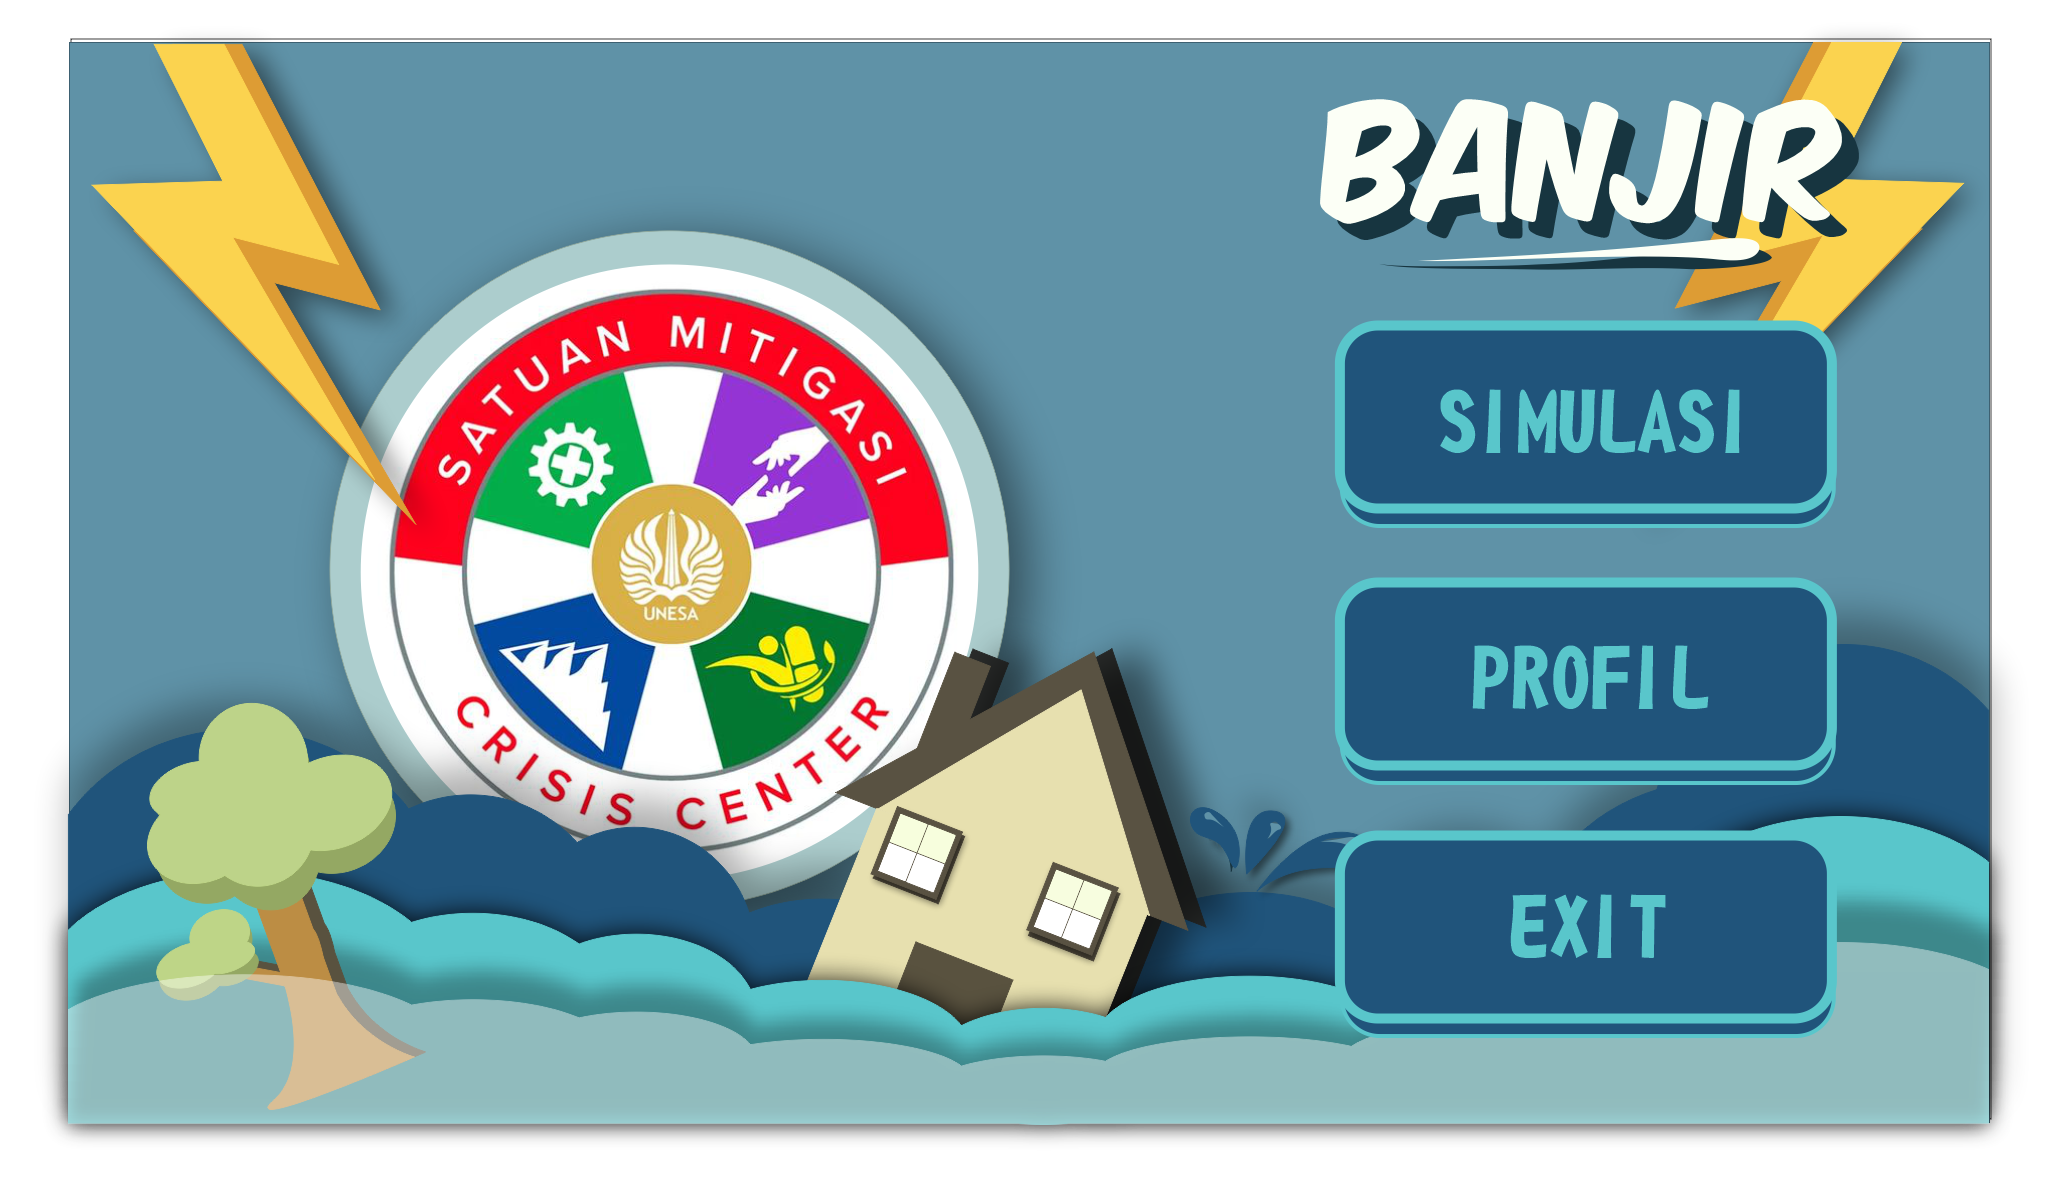 BANJIR
SATUAN MITIGASI
UNESA
CRISIS CENTER
SIMULASI
PROFIL
EXIT